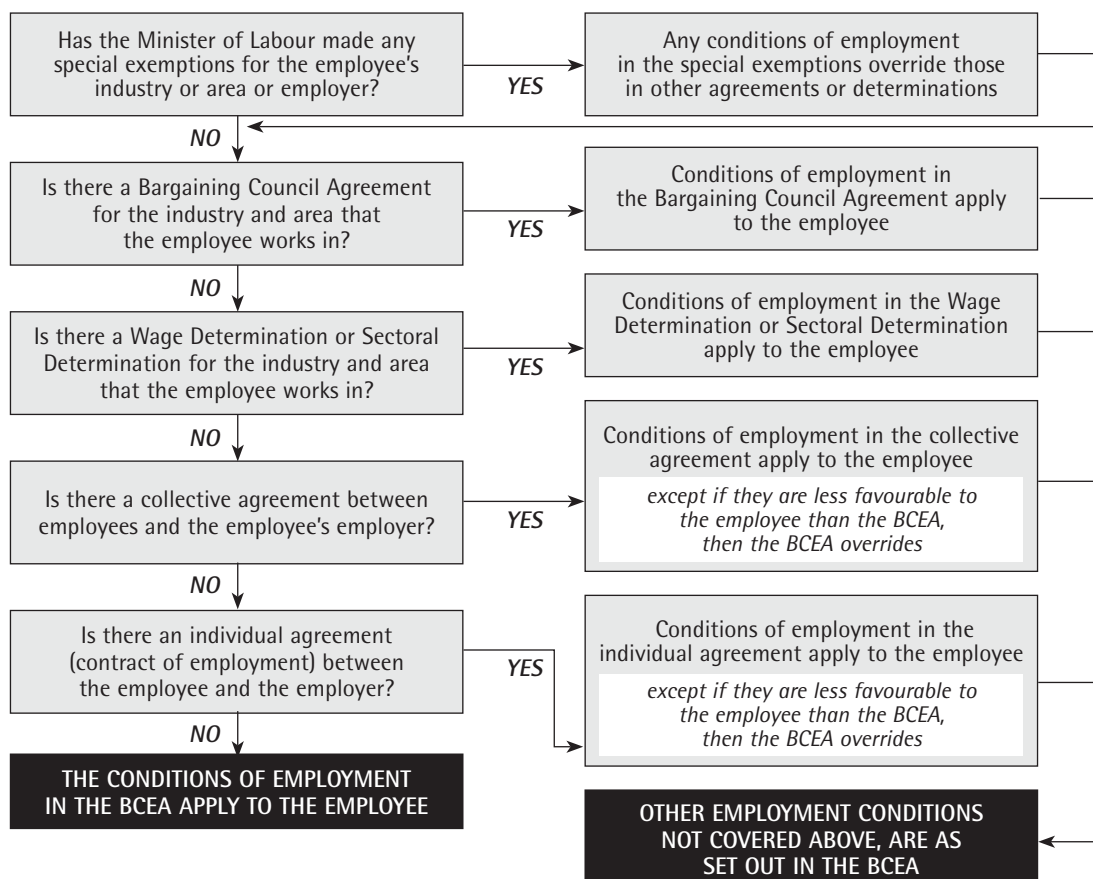 Has the Minister of Labour made any
special exemptions for the employee's
industry or area or employer?
YES
Any conditions of employment
in the special exemptions override those
in other agreements or determinations
NO
Is there a Bargaining Council Agreement
for the industry and area that
the employee works in?
YES
Conditions of employment in
the Bargaining Council Agreement apply
to the employee
NO
Is there a Wage Determination or Sectoral
Determination for the industry and area
that the employee works in?
YES
Conditions of employment in the Wage
Determination or Sectoral Determination
apply to the employee
NO
Is there a collective agreement between
employees and the employee's employer?
YES
Conditions of employment in the collective
agreement apply to the employee
except if they are less favourable to
the employee than the BCEA,
then the BCEA overrides
NO
Is there an individual agreement
(contract of employment) between
the employee and the employer?
YES
Conditions of employment in the
individual agreement apply to the employee
except if they are less favourable to
the employee than the BCEA,
then the BCEA overrides
NO
THE CONDITIONS OF EMPLOYMENT
IN THE BCEA APPLY TO THE EMPLOYEE
OTHER EMPLOYMENT CONDITIONS
NOT COVERED ABOVE, ARE AS
SET OUT IN THE BCEA